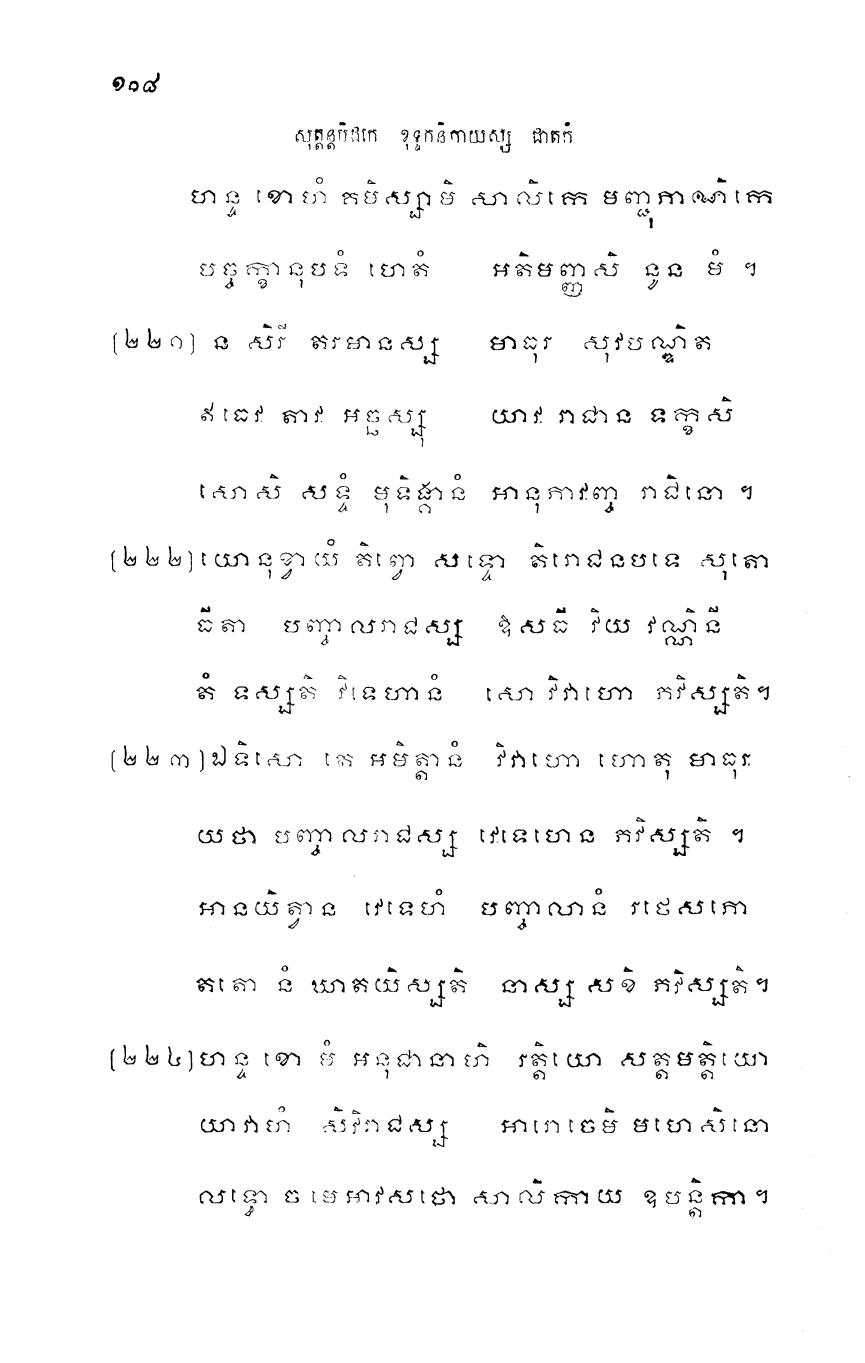 ១១៨
សុត្តន្តបិដកេ ខុទ្ទកនិកាយស្ស ជាតកំ
ហន្ទ ខោហំ គមិស្សាមិ សាលិកេ មញ្ជុភាណិកេ
បច្ចក្ខានុបទំ ហេតំ អតិមញ្ញសិ នូន មំ ។
(២២១) ន សិរី តរមានស្ស មាធុរ សុវបណ្ឌិត
ឥធេវ តាវ អច្ឆស្សុ យាវ រាជាន ទក្ខសិ
សោសិ សទ្ទំ មុទិង្គានំ អានុភាវញ្ច រាជិនោ ។
(២២២) យោនុខ្វាយំ តិព្វោ សទ្ទោ តិរោជនបទេ សុតោ
ធីតា បញ្ចាលរាជស្ស ឱសធី វិយ វណ្ណិនី
តំ ទស្សតិ វិទេហានំ សោ វិវាហោ ភវិស្សតិ។
(២២៣) ឯទិសោ តេ អមិត្តានំ វិវាហោ ហោតុ មាធុរ
យថា បញ្ចាលរាជស្ស វេទេហេន ភវិស្សតិ ។
អានយិត្វាន វេទេហំ បញ្ចាលានំ រថេសភោ
តតោ នំ ឃាតយិស្សតិ នាស្ស សខិ ភវិស្សតិ។
(២២៤) ហន្ទ ខោ មំ អនុជានាហិ រត្តិយោ សត្តមត្តិយោ
យាវាហំ សិវិរាជស្ស អារោចេមិ មហេសិនោ
លទ្ធោ ច មេ អាវសថោ សាលិកាយ ឧបន្តិកា។